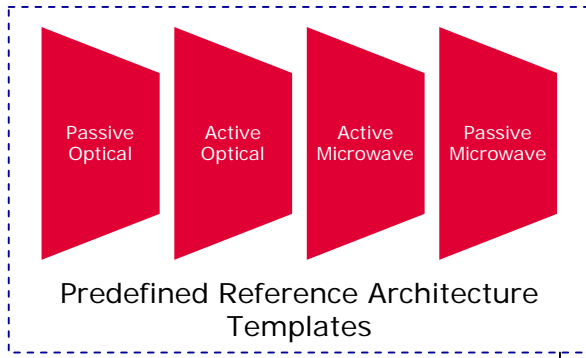 Passive
Optical
Active
Optical
Active
Microwave
Passive
Microwave
Predefined Reference Architecture
Templates